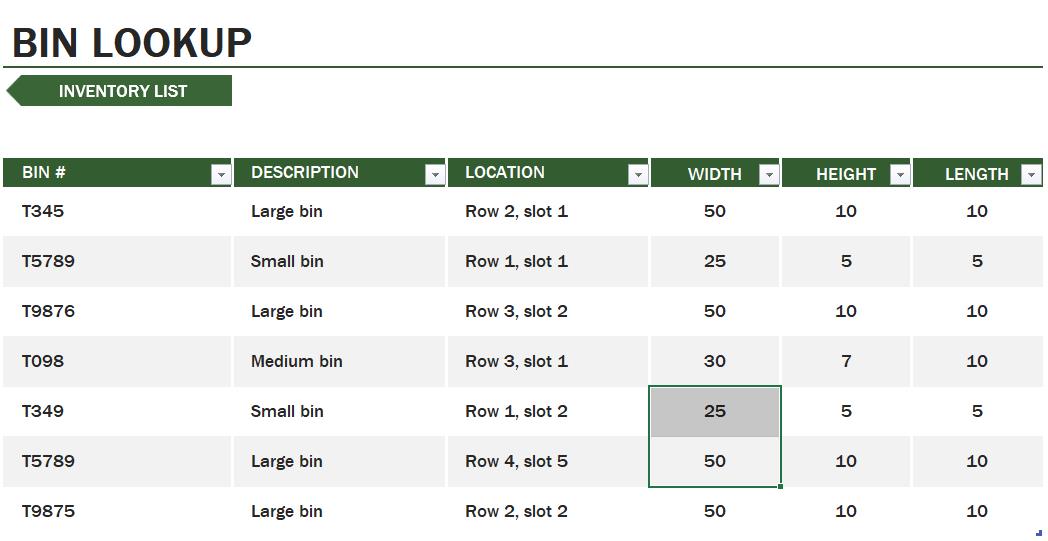 BIN LOOKUP
INVENTORY LIST
BIN # DESCRIPTION LOCATION WIDTH HEIGHT LENGTH
T345 Large bin Row 2, slot 1 50 10 10
T5789 Small bin Row 1, slot 1 25 5 5
T9876 Large bin Row 3, slot 2 50 10 10
T098 Medium bin Row 3, slot 1 30 7 10
T349 Small bin Row 1, slot 2 25 5 5
T5789 Large bin Row 4, slot 5 50 10 10
T9875 Large bin Row 2, slot 2 50 10 10